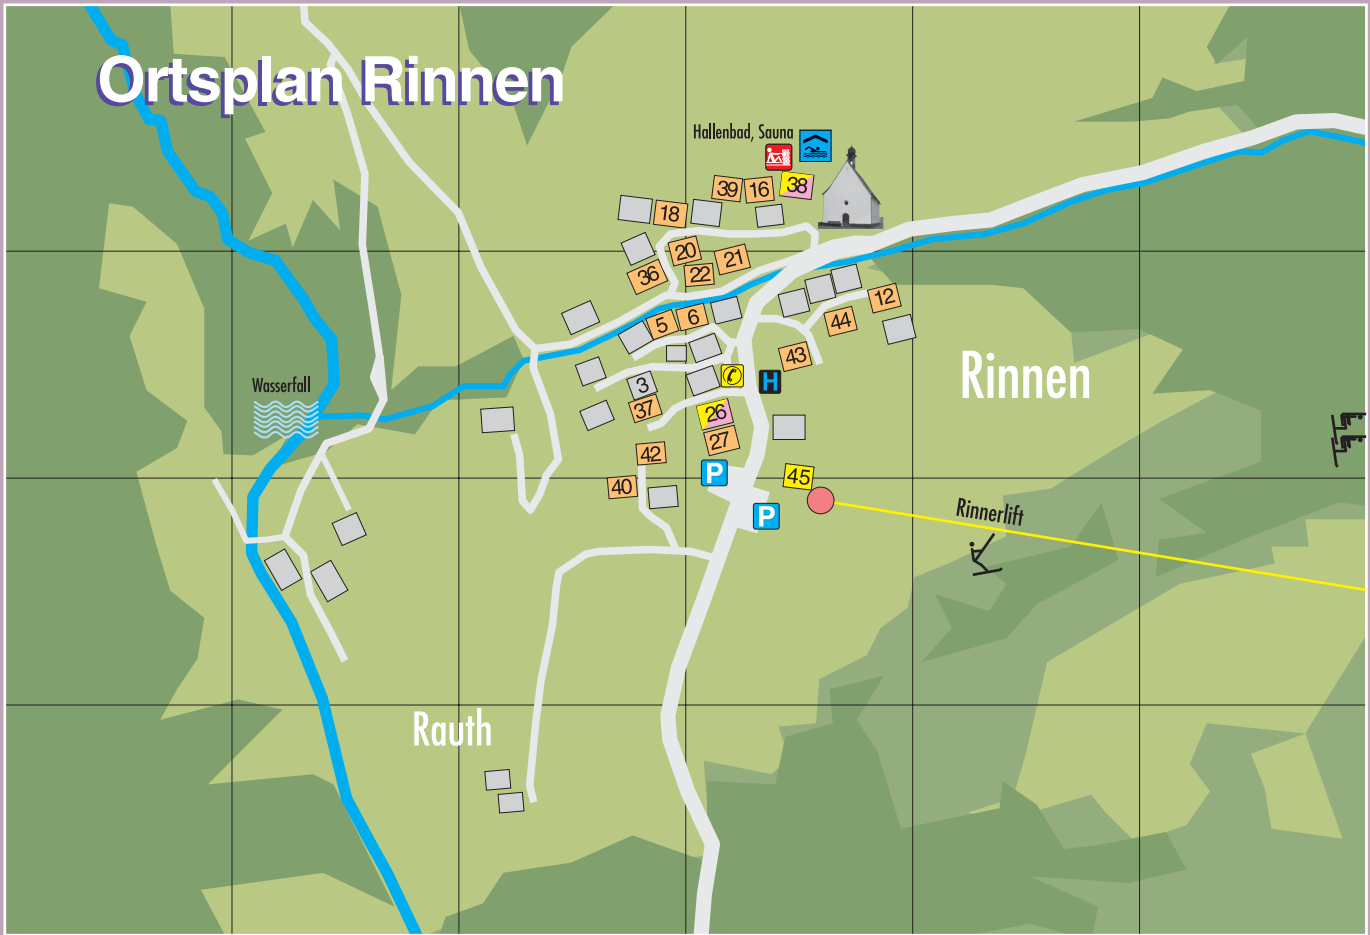 Ortsplan Rinnen
Hallenbad, Sauna
39 16 38
18
20
21
36 22
12
5 6
44
43
Rinnen
3
H
Wasserfall
37
26
27
42
P
45
40
P
Rinnerlift
Rauth